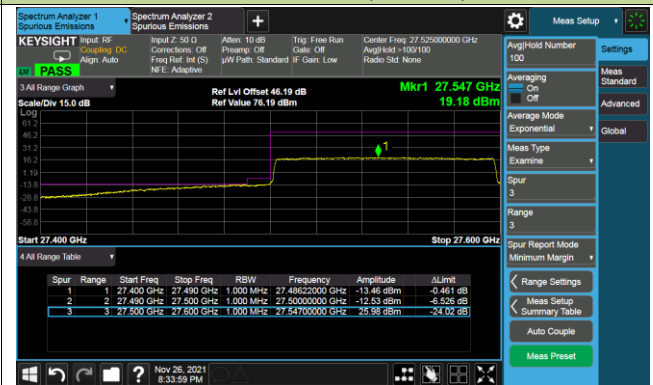 Spectrum Analyzer 1
Spurious Emissions
Spectrum Analyzer 2
Spurious Emissions
Meas Setup
KEYSIGHT
Input: RF
Coupling: DC
Align: Auto
Input Z: 50 Ω
Corrections: Off
Freq Ref: Int (S)
NFE: Adaptive
Atten: 10 dB
Preamp: Off
µW Path: Standard
Trig: Free Run
Gate: Off
IF Gain: Low
Center Freq: 27.525000000 GHz
Avg|Hold:>100/100
Radio Std: None
PASS
3 All Range Graph
Scale/Div 15.0 dB
Ref Lvl Offset 46.19 dB
Ref Value 76.19 dBm
Mkr1 27.547 GHz
19.18 dBm
Log
61.2
46.2
31.2
16.2
1.19
-13.8
-28.8
-43.8
-58.8
1
Start 27.400 GHz
Stop 27.600 GHz
4 All Range Table
Spur Range Start Freq Stop Freq RBW Frequency Amplitude ΔLimit
1 1 27.400 GHz 27.490 GHz 1.000 MHz 27.48622000 GHz -13.46 dBm -0.461 dB
2 2 27.490 GHz 27.500 GHz 1.000 MHz 27.50000000 GHz -12.53 dBm -6.526 dB
3 3 27.500 GHz 27.600 GHz 1.000 MHz 27.54700000 GHz 25.98 dBm -24.02 dB
Avg|Hold Number
100
Averaging
On
Off
Average Mode
Exponential
Meas Type
Examine
Spur
3
Range
3
Spur Report Mode
Minimum Margin
Range Settings
Meas Setup
Summary Table
Auto Couple
Meas Preset
Settings
Meas
Standard
Advanced
Global
Nov 26, 2021
8:33:59 PM